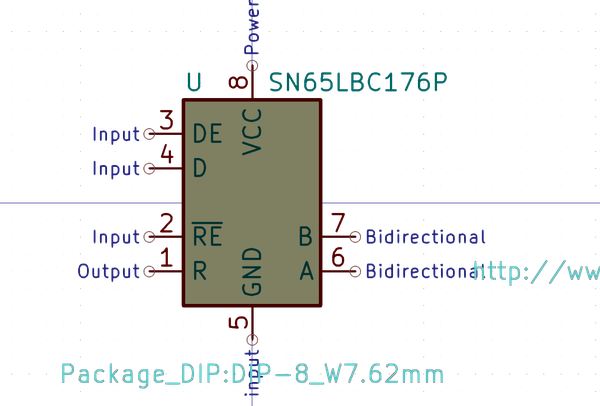 Power
U 8 SN65LBC176P
VCC
Input 3 DE
Input 4 D
Input 2 RE B 7 Bidirectional
Output 1 R A 6 Bidirectional
http://ww
GND
5
input
Package_DIP:DIP-8_W7.62mm